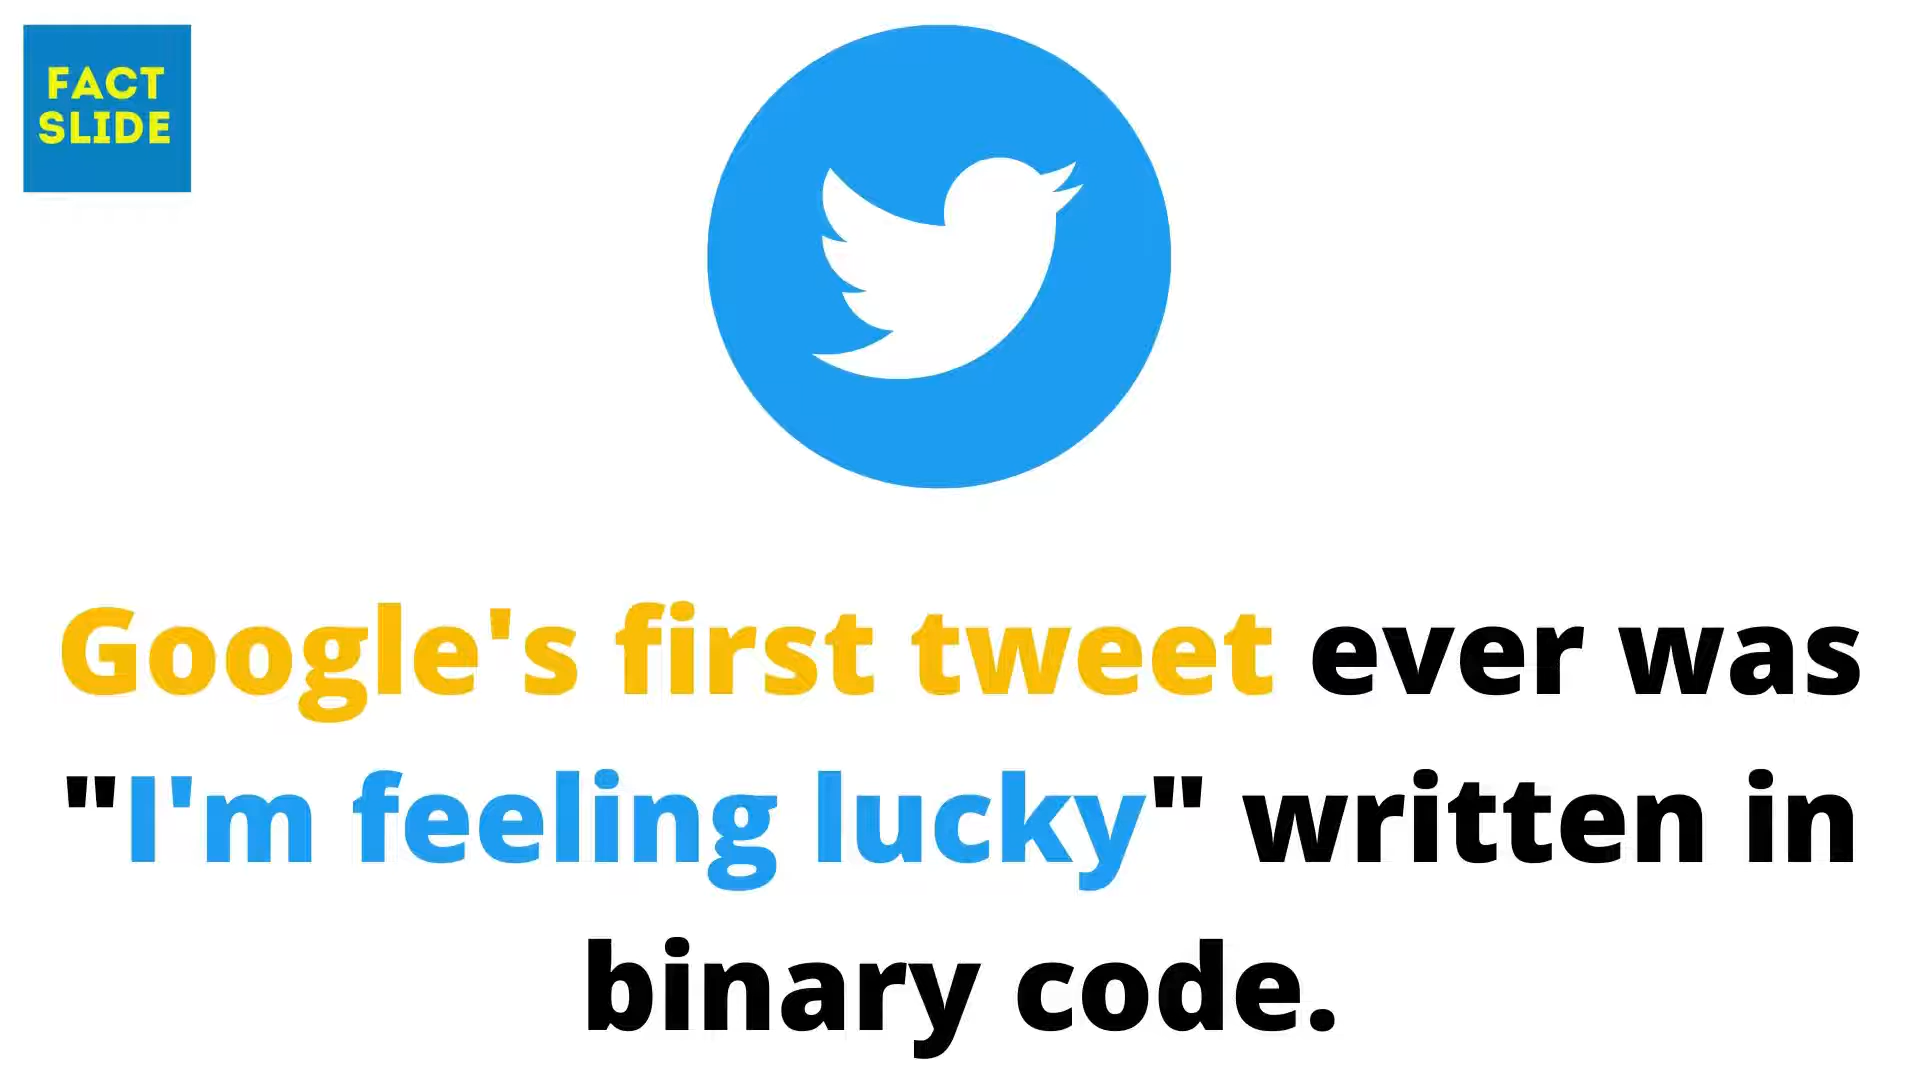 FACT
SLIDE
Google's first tweet ever was
"I'm feeling lucky" written in
binary code.